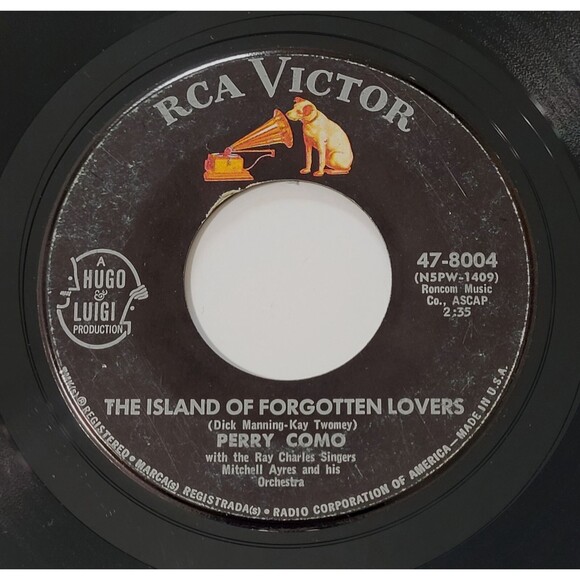 RCA VICTOR
A
HUGO
&
LUIGI
PRODUCTION
47-8004
(N5PW-1409)
Roncom Music
Co., ASCAP
2:35
THE ISLAND OF FORGOTTEN LOVERS
(Dick Manning-Kay Twomey)
PERRY COMO
with the Ray Charles Singers
Mitchell Ayres and his
Orchestra
TMK(s) ® REGISTERED • MARCA(s) REGISTRADA(s) • RADIO CORPORATION OF AMERICA—MADE IN U.S.A.